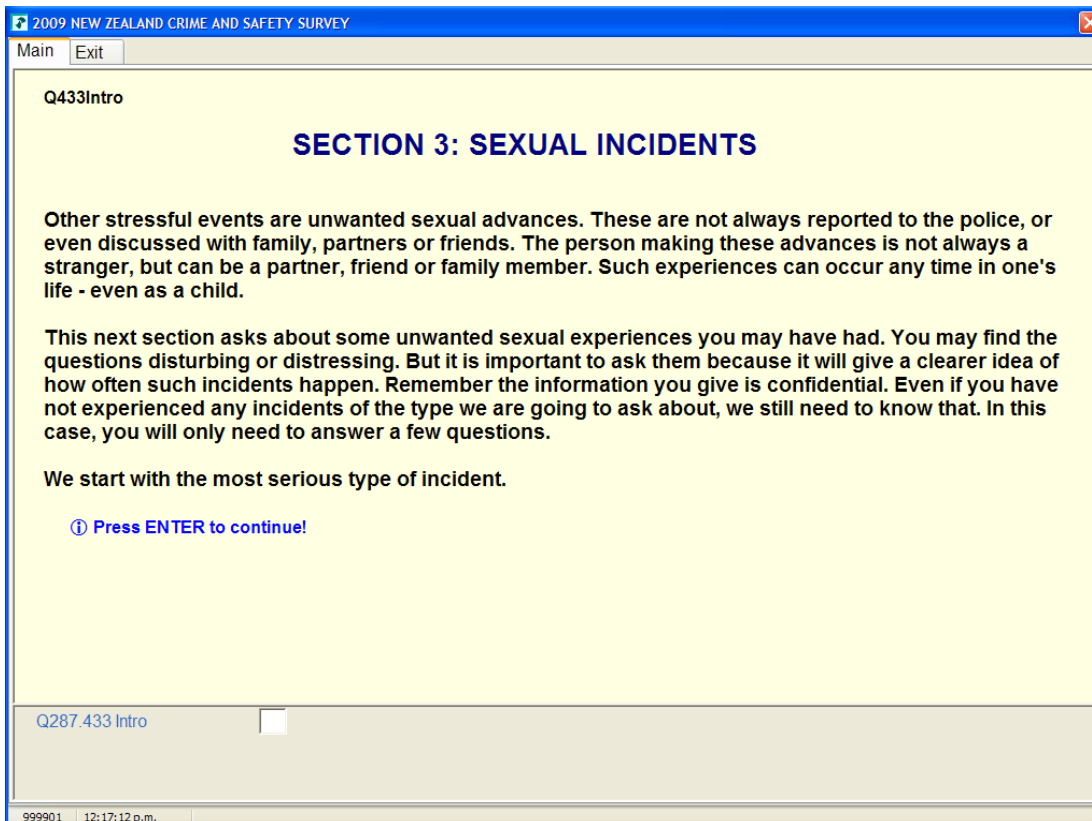 2009 NEW ZEALAND CRIME AND SAFETY SURVEY
Main Exit
Q433Intro
SECTION 3: SEXUAL INCIDENTS
Other stressful events are unwanted sexual advances. These are not always reported to the police, or
even discussed with family, partners or friends. The person making these advances is not always a
stranger, but can be a partner, friend or family member. Such experiences can occur any time in one's
life - even as a child.
This next section asks about some unwanted sexual experiences you may have had. You may find the
questions disturbing or distressing. But it is important to ask them because it will give a clearer idea of
how often such incidents happen. Remember the information you give is confidential. Even if you have
not experienced any incidents of the type we are going to ask about, we still need to know that. In this
case, you will only need to answer a few questions.
We start with the most serious type of incident.
ⓘ Press ENTER to continue!
Q287.433 Intro
999901 12:17:12 p.m.